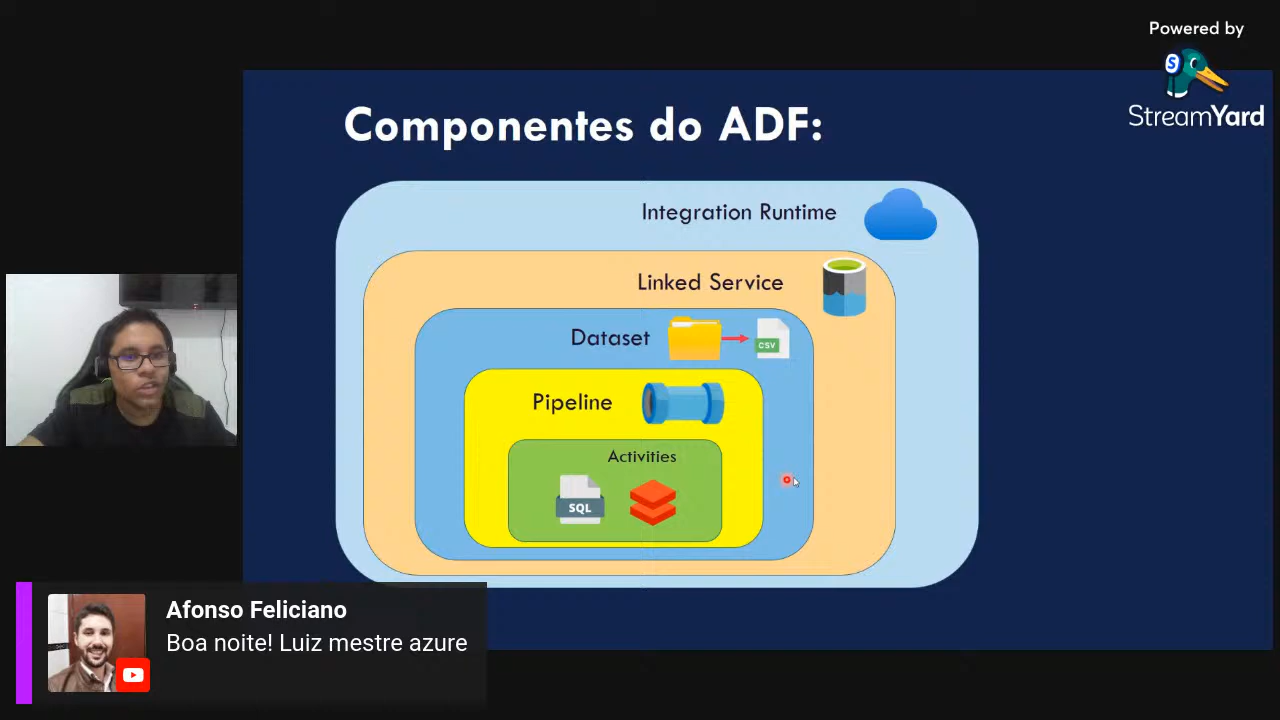 Powered by
S
StreamYard
Componentes do ADF:
Integration Runtime
Linked Service
Dataset
CSV
Pipeline
Activities
SQL
Afonso Feliciano
Boa noite! Luiz mestre azure